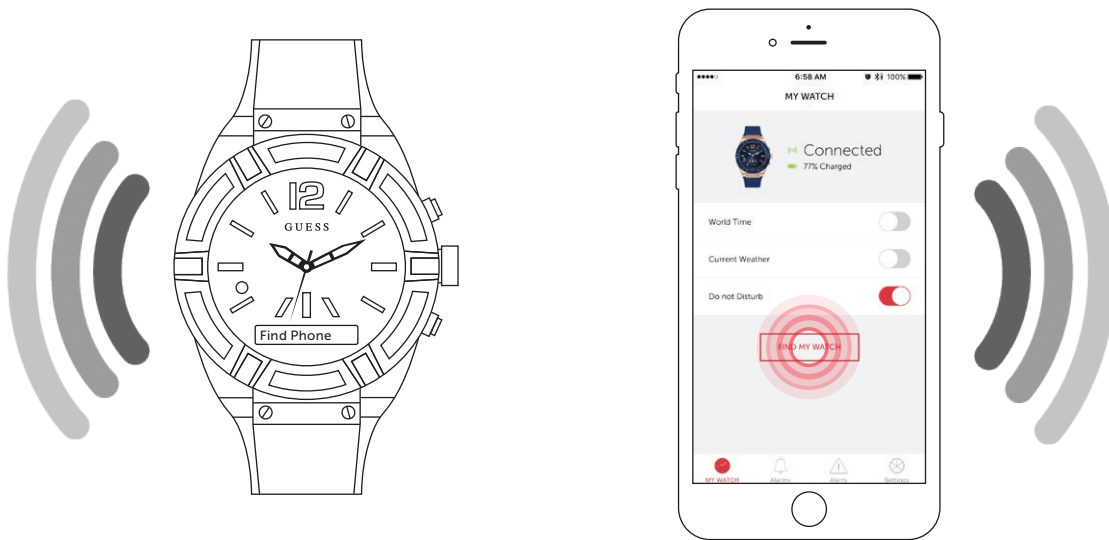 12
GUESS
Find Phone
6:58 AM
100%
MY WATCH
Connected
77% Charged
World Time
Current Weather
Do not Disturb
FIND MY WATCH
MY WATCH
Alarms
Alerts
Settings